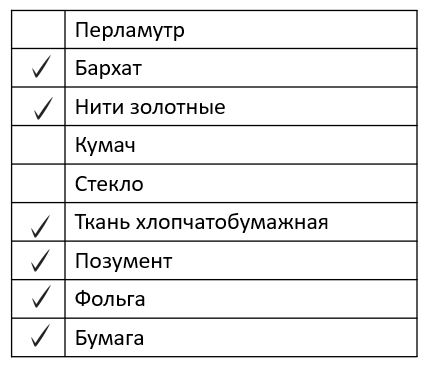 Перламутр
✓ Бархат
✓ Нити золотные
Кумач
Стекло
✓ Ткань хлопчатобумажная
✓ Позумент
✓ Фольга
✓ Бумага